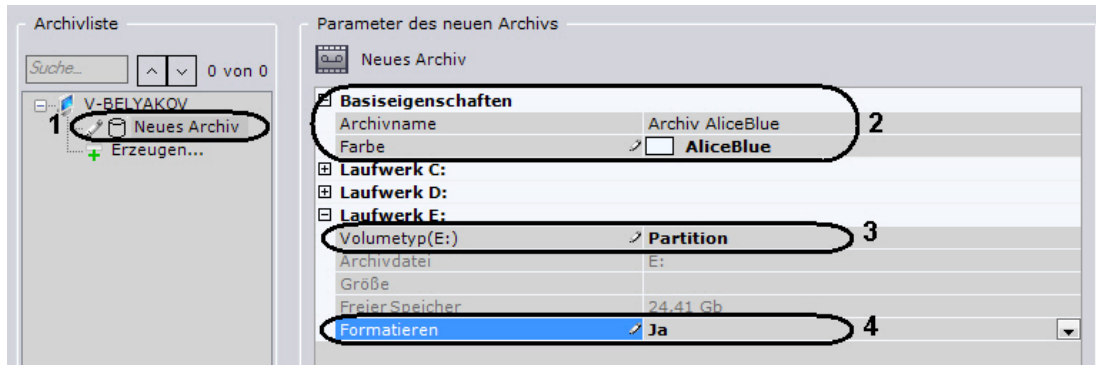 Archivliste
Suche...
0 von 0
V-BELYAKOV
1
Neues Archiv
Erzeugen...
Parameter des neuen Archivs
Neues Archiv
Basiseigenschaften
Archivname Archiv AliceBlue
2
Farbe AliceBlue
Laufwerk C:
Laufwerk D:
Laufwerk E:
Volumetyp(E:) Partition
3
Archivdatei E:
Größe
Freier Speicher 24.41 Gb
Formatieren Ja
4